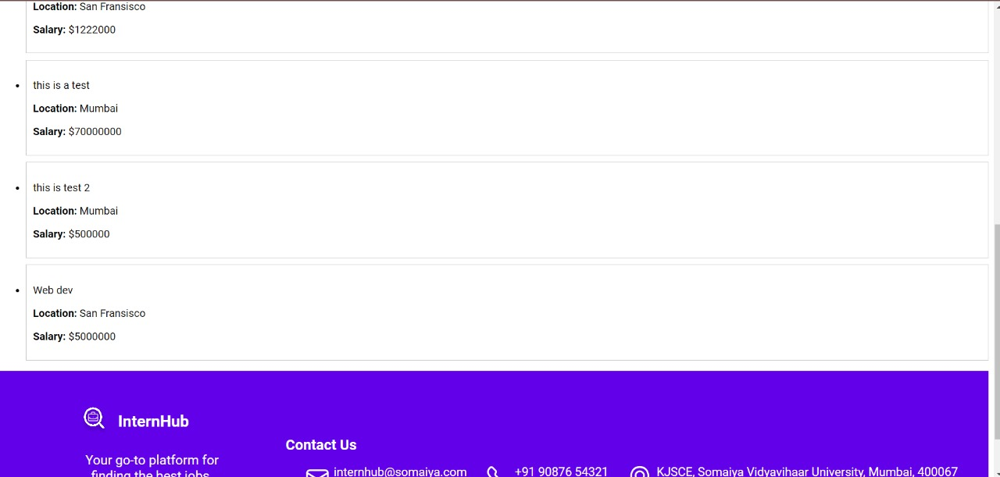 Location: San Fransisco
Salary: $1222000
this is a test
Location: Mumbai
Salary: $70000000
this is test 2
Location: Mumbai
Salary: $500000
Web dev
Location: San Fransisco
Salary: $5000000
InternHub
Your go-to platform for
finding the best jobs
Contact Us
internhub@somaiya.com
+91 90876 54321
KJSCE, Somaiya Vidyavihaar University, Mumbai, 400067